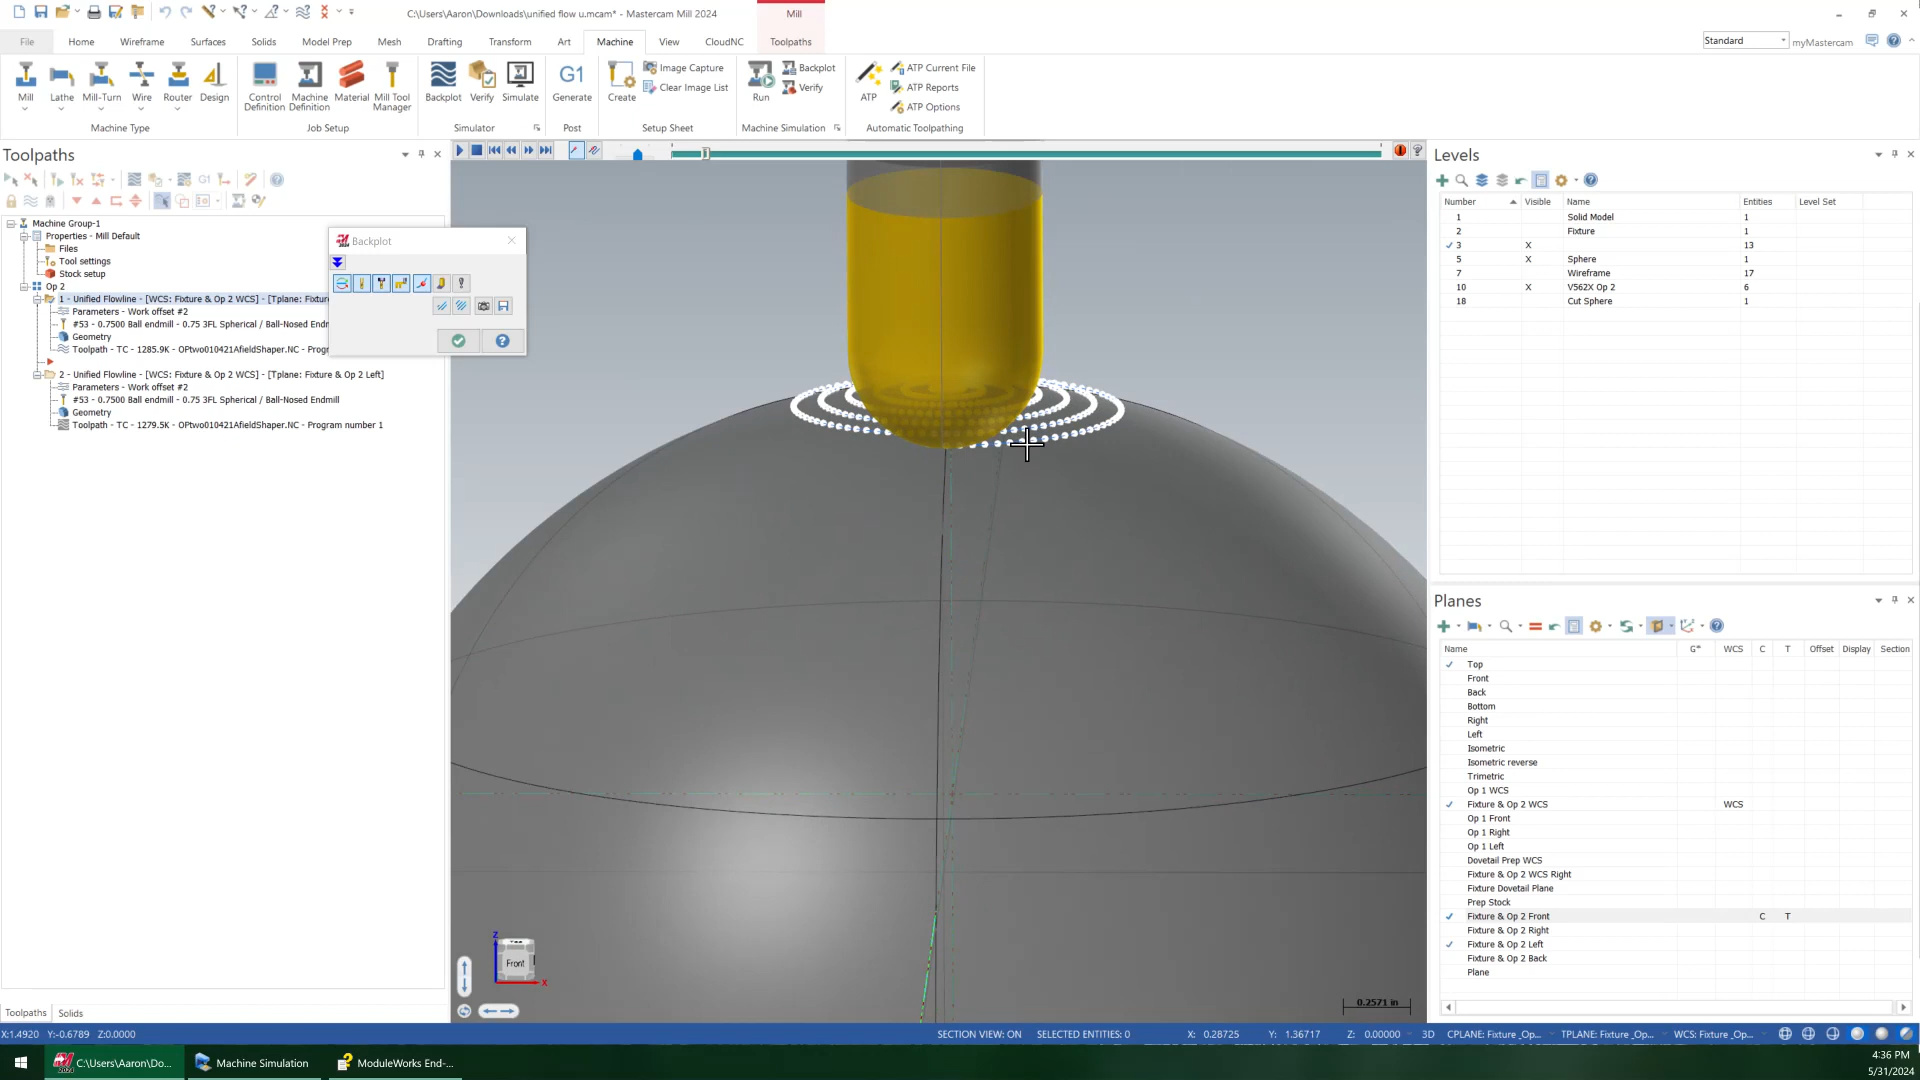 C:\Users\Aaron\Downloads\unified flow u.mcam* - Mastercam Mill 2024
Mill
File
Home
Wireframe
Surfaces
Solids
Model Prep
Mesh
Drafting
Transform
Art
Machine
View
CloudNC
Toolpaths
Standard
myMastercam
Mill
Lathe
Mill-Turn
Wire
Router
Design
Machine Type
Control Definition
Machine Definition
Material
Mill Tool Manager
Job Setup
Backplot
Verify
Simulate
Simulator
G1
Generate
Post
Create
Image Capture
Clear Image List
Setup Sheet
Run
Backplot
Verify
Machine Simulation
ATP
ATP Current File
ATP Reports
ATP Options
Automatic Toolpathing
Toolpaths
G1
Machine Group-1
Properties - Mill Default
Files
Tool settings
Stock setup
Op 2
1 - Unified Flowline - [WCS: Fixture & Op 2 WCS] - [Tplane: Fixture
Parameters - Work offset #2
#53 - 0.7500 Ball endmill - 0.75 3FL Spherical / Ball-Nosed Endm
Geometry
Toolpath - TC - 1285.9K - OPtwo010421AfieldShaper.NC - Progr
2 - Unified Flowline - [WCS: Fixture & Op 2 WCS] - [Tplane: Fixture & Op 2 Left]
Parameters - Work offset #2
#53 - 0.7500 Ball endmill - 0.75 3FL Spherical / Ball-Nosed Endmill
Geometry
Toolpath - TC - 1279.5K - OPtwo010421AfieldShaper.NC - Program number 1
Toolpaths
Solids
2024
Backplot
Z
Front
X
0.2571 in
Levels
Number Visible Name Entities Level Set
1 Solid Model 1
2 Fixture 1
3 X 13
5 X Sphere 1
7 Wireframe 17
10 X V562X Op 2 6
18 Cut Sphere 1
Planes
Name G WCS C T Offset Display Section
Top
Front
Back
Bottom
Right
Left
Isometric
Isometric reverse
Trimetric
Op 1 WCS
Fixture & Op 2 WCS WCS
Op 1 Front
Op 1 Right
Op 1 Left
Dovetail Prep WCS
Fixture & Op 2 WCS Right
Fixture Dovetail Plane
Prep Stock
Fixture & Op 2 Front C T
Fixture & Op 2 Right
Fixture & Op 2 Left
Fixture & Op 2 Back
Plane
X:1.4920 Y:-0.6789 Z:0.0000
SECTION VIEW: ON SELECTED ENTITIES: 0 X: 0.28725 Y: 1.36717 Z: 0.00000 3D CPLANE: Fixture _Op... TPLANE: Fixture _Op... WCS: Fixture _Op...
2024
C:\Users\Aaron\Do...
Machine Simulation
ModuleWorks End-...
4:36 PM
5/31/2024